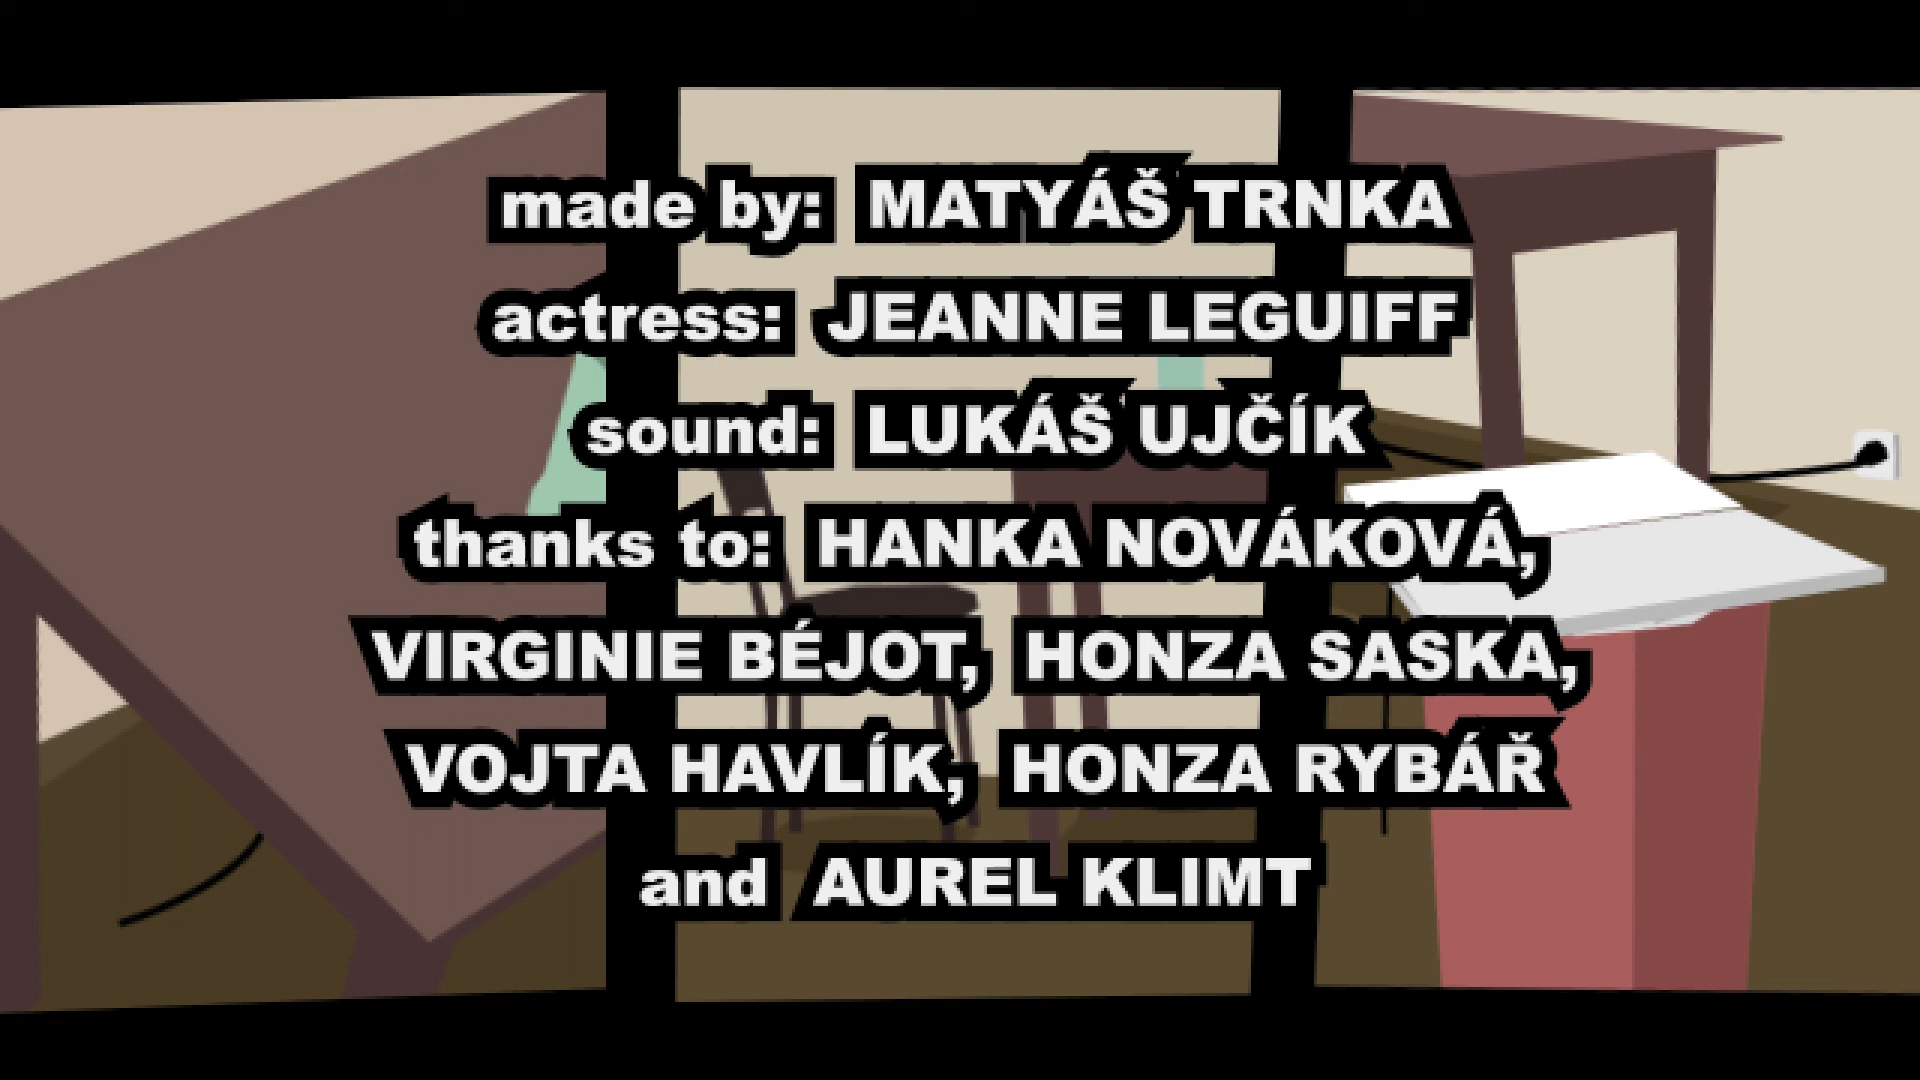 made by: MATYÁŠ TRNKA
actress: JEANNE LEGUIFF
sound: LUKÁŠ UJČÍK
thanks to: HANKA NOVÁKOVÁ,
VIRGINIE BÉJOT, HONZA SASKA,
VOJTA HAVLÍK, HONZA RYBÁŘ
and AUREL KLIMT